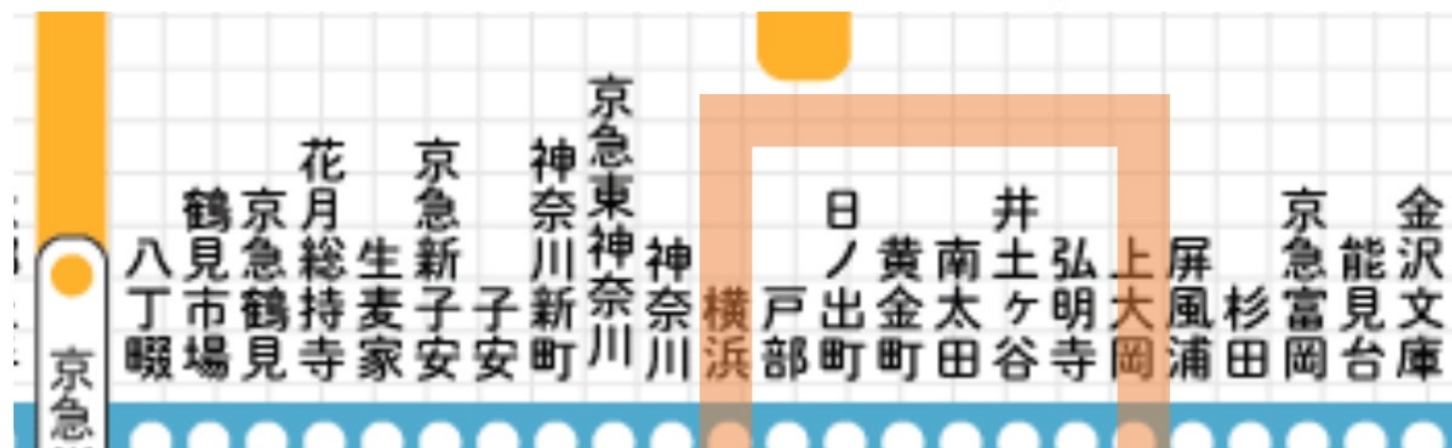 京急
八丁畷
鶴見市場
京急鶴見
花月総持寺
生麦家
京急新子安
子安
神奈川新町
京急東神奈川
神奈川
横浜
戸部
日ノ出町
黄金町
南太田
井土ヶ谷
弘明寺
上大岡
屏風浦
杉田
京急富岡
能見台
金沢文庫